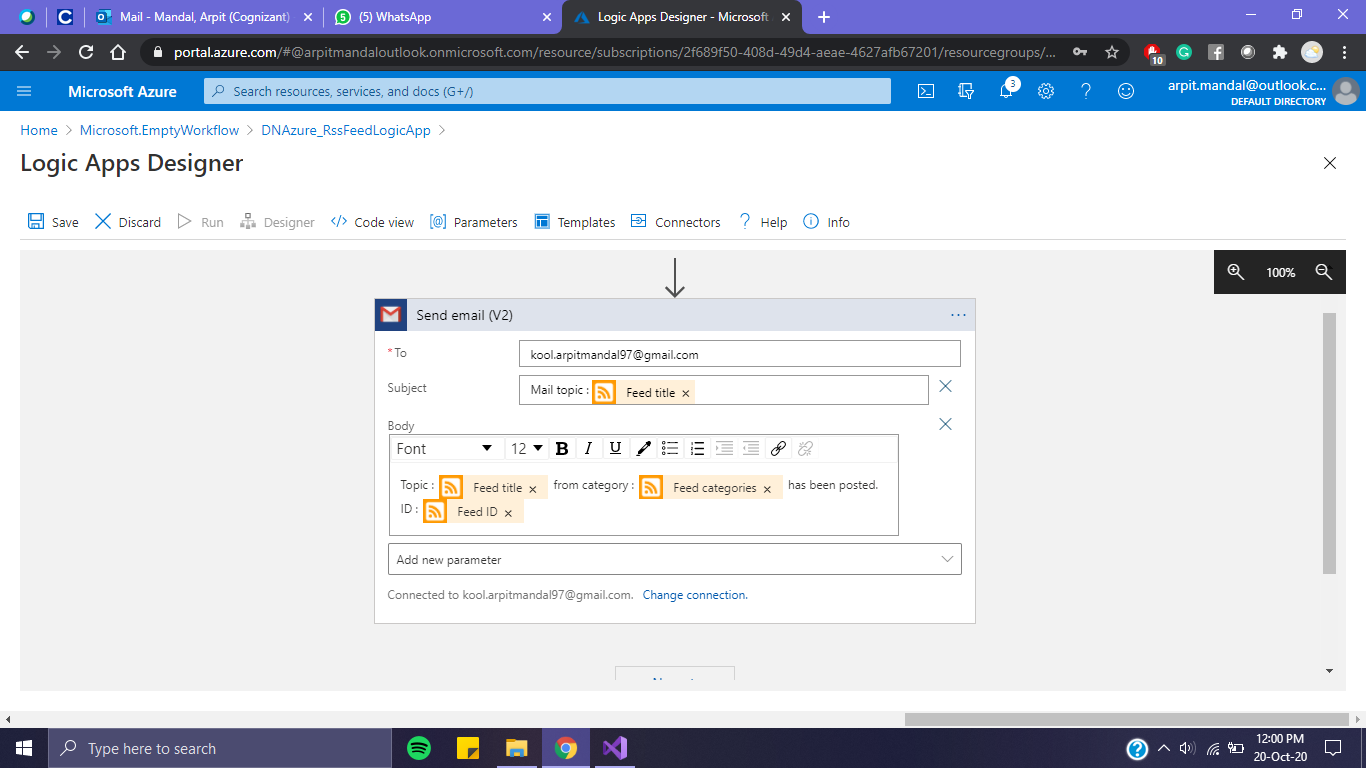 Mail - Mandal, Arpit (Cognizant)
(5) WhatsApp
Logic Apps Designer - Microsoft
portal.azure.com/#@arpitmandaloutlook.onmicrosoft.com/resource/subscriptions/2f689f50-408d-49d4-aeae-4627afb67201/resourcegroups/...
10
Microsoft Azure
Search resources, services, and docs (G+/)
3
arpit.mandal@outlook.c...
DEFAULT DIRECTORY
Home > Microsoft.EmptyWorkflow > DNAzure_RssFeedLogicApp >
Logic Apps Designer
Save Discard Run Designer Code view Parameters Templates Connectors Help Info
100%
Send email (V2)
* To kool.arpitmandal97@gmail.com
Subject Mail topic : Feed title ×
Body
Font 12 B I U
Topic : Feed title × from category : Feed categories × has been posted.
ID : Feed ID ×
Add new parameter
Connected to kool.arpitmandal97@gmail.com. Change connection.
Type here to search
12:00 PM
20-Oct-20